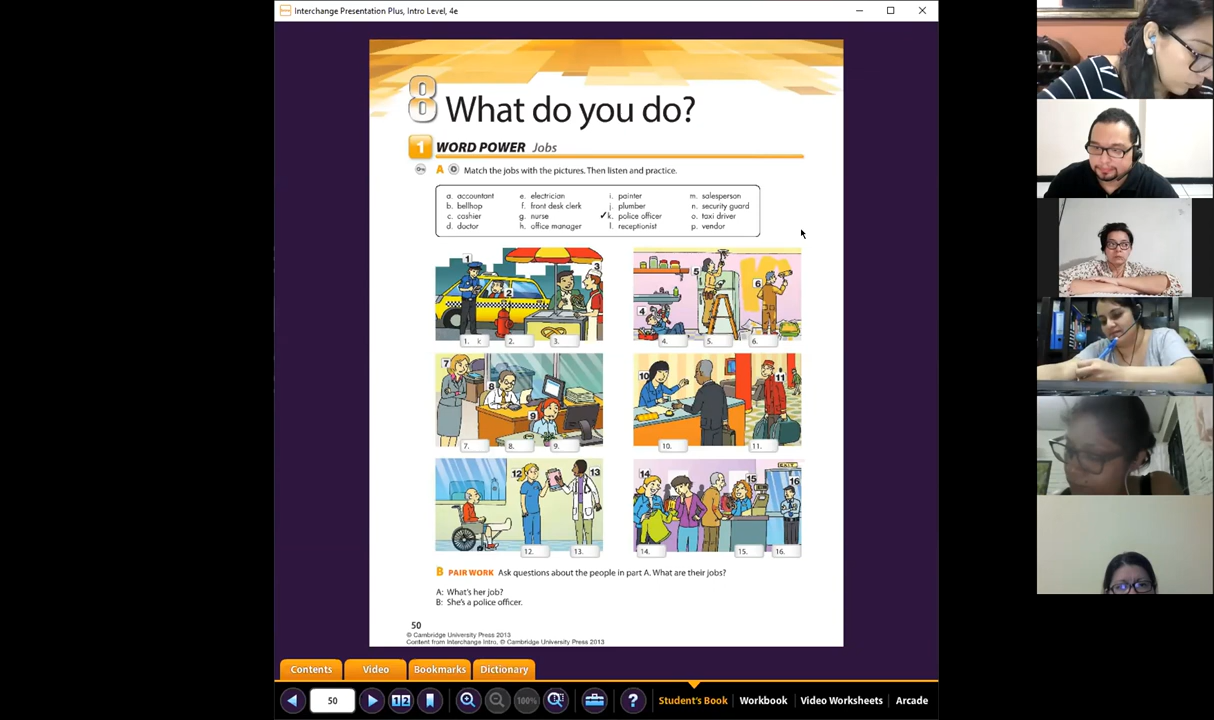 Interchange Presentation Plus, Intro Level, 4e
8 What do you do?
1 WORD POWER Jobs
A Match the jobs with the pictures. Then listen and practice.
a. accountant e. electrician i. painter m. salesperson
b. bellhop f. front desk clerk j. plumber n. security guard
c. cashier g. nurse ✓k. police officer o. taxi driver
d. doctor h. office manager l. receptionist p. vendor
1 2 3
4 5 6
1. k 2. 3.
4. 5. 6.
7 8 9
10 11
7. 8. 9.
10. 11.
12 13
14 15 16
EXIT
12. 13.
14. 15. 16.
B PAIR WORK Ask questions about the people in part A. What are their jobs?
A: What's her job?
B: She's a police officer.
50
© Cambridge University Press 2013
Content from Interchange Intro, © Cambridge University Press 2013
Contents Video Bookmarks Dictionary
50 12 100% ? Student's Book Workbook Video Worksheets Arcade